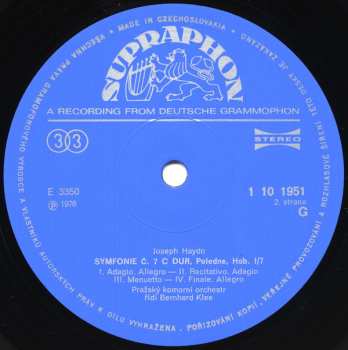 • MADE IN CZECHOSLOVAKIA •
VŠECHNA PRÁVA GRAMOFONOVÉHO VÝROBCE A VLASTNÍKŮ AUTORSKÝCH PRÁV K DÍLU VYHRAŽENA. POŘIZOVÁNÍ KOPIÍ, VEŘEJNÉ PROVOZOVÁNÍ A ROZHLASOVÉ ŠÍŘENÍ TÉTO DESKY JE ZAKÁZÁNO
SUPRAPHON
A RECORDING FROM DEUTSCHE GRAMMOPHON
33
STEREO
E 3350
℗ 1976
1 10 1951
2. strana
G
Joseph Haydn
SYMFONIE Č. 7 C DUR, Poledne, Hob. I/7
I. Adagio. Allegro — II. Recitativo. Adagio
III. Menuetto — IV. Finale. Allegro
Pražský komorní orchestr
řídí Bernhard Klee